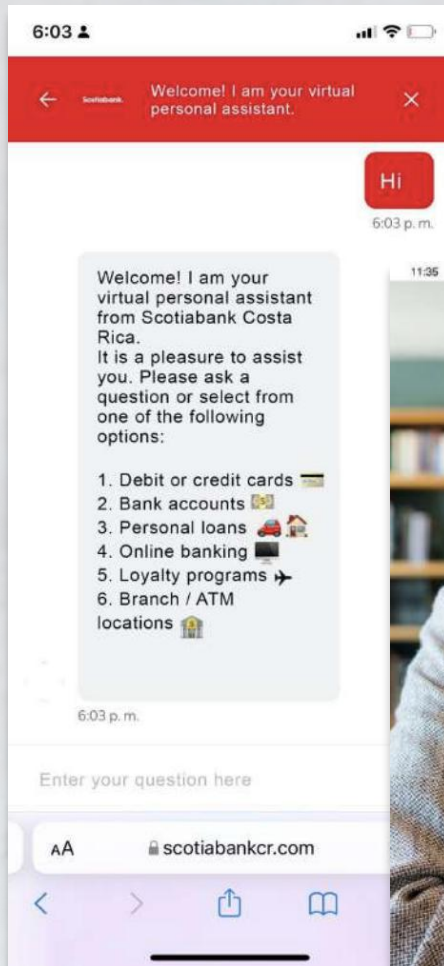 6:03
Scotiabank.
Welcome! I am your virtual
personal assistant.
Hi
6:03 p. m.
11:35
Welcome! I am your
virtual personal assistant
from Scotiabank Costa
Rica.
It is a pleasure to assist
you. Please ask a
question or select from
one of the following
options:
1. Debit or credit cards
2. Bank accounts
3. Personal loans
4. Online banking
5. Loyalty programs
6. Branch / ATM
locations
6:03 p. m.
Enter your question here
AA
scotiabankcr.com